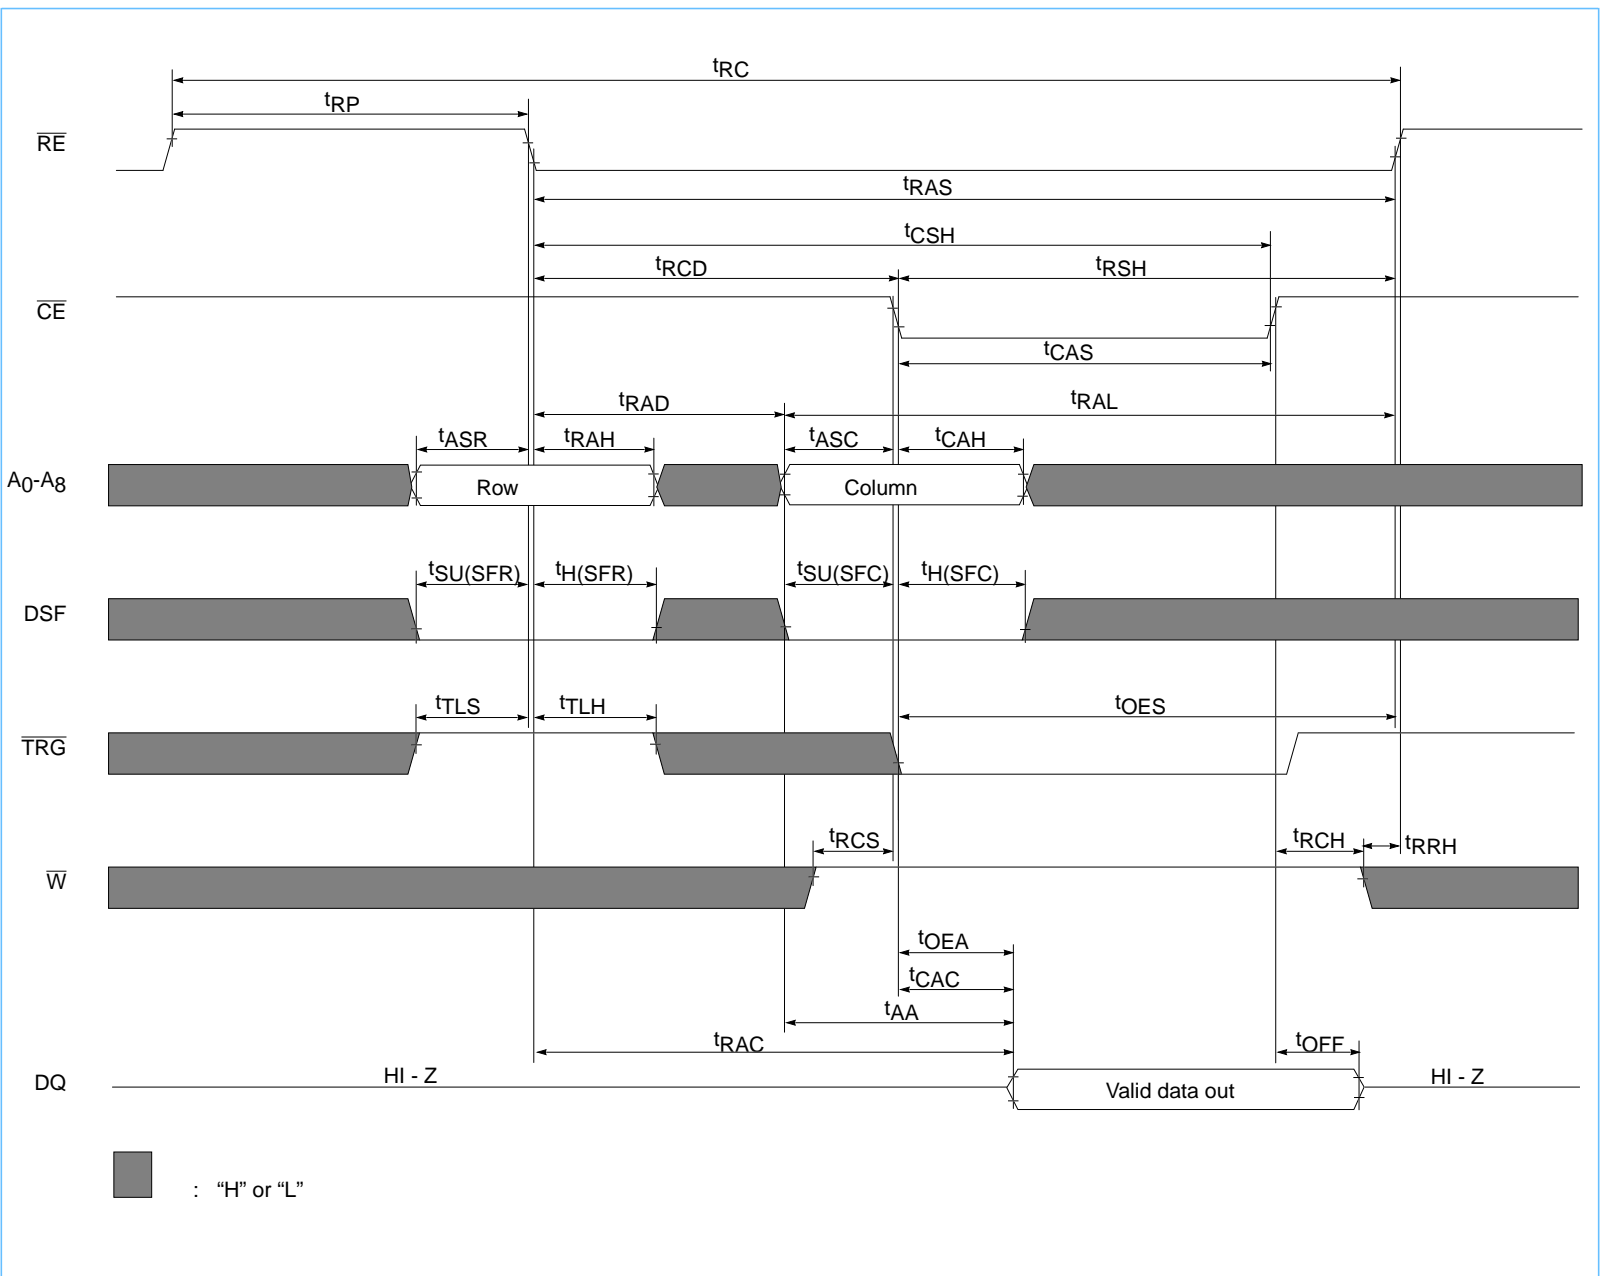 tRC
tRP
RE
tRAS
tCSH
tRCD tRSH
CE
tCAS
tRAD tRAL
tASR tRAH tASC tCAH
A0-A8 Row Column
tSU(SFR) tH(SFR) tSU(SFC) tH(SFC)
DSF
tTLS tTLH tOES
TRG
tRCS tRCH tRRH
W
tOEA
tCAC
tAA
tRAC tOFF
DQ HI - Z Valid data out HI - Z
: “H” or “L”